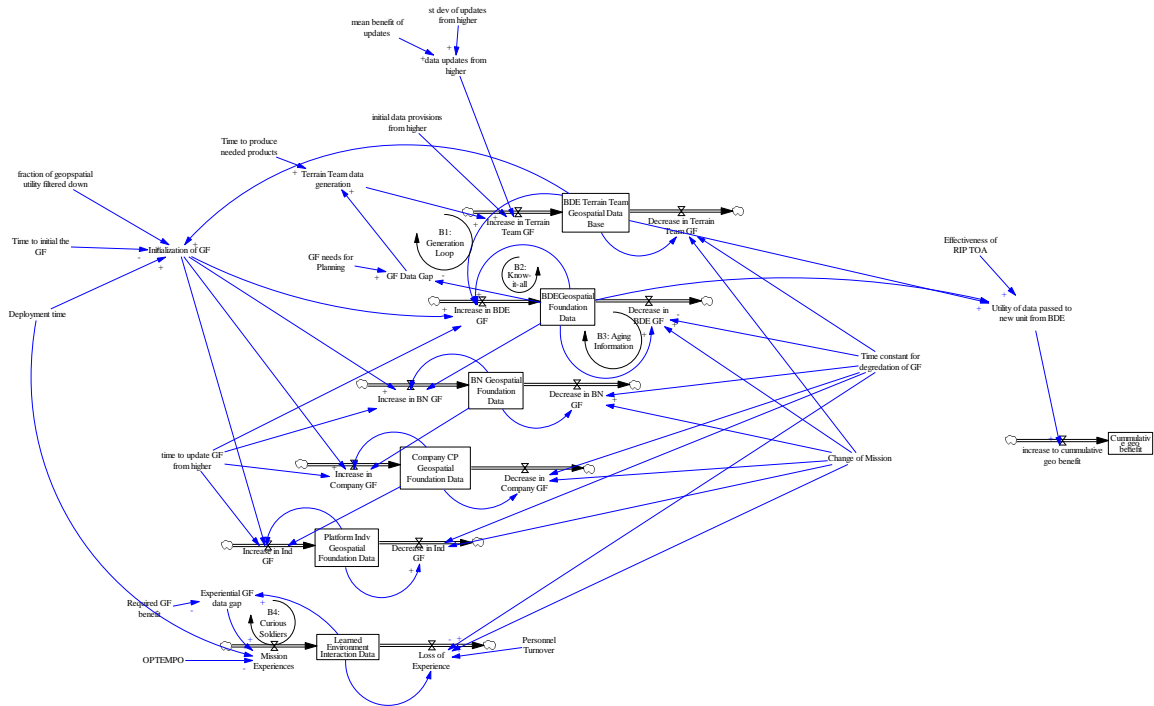 st dev of updates
from higher
mean benefit of
updates
data updates from
higher
initial data provisions
from higher
Time to produce
needed products
Terrain Team data
generation
fraction of geospatial
utility filtered down
BDE Terrain Team
Geospatial Data
Base
Increase in Terrain
Team GF
Decrease in Terrain
Team GF
B1:
Generation
Loop
Time to initial the
GF
Initialization of GF
GF needs for
Planning
GF Data Gap
B2:
Know-
it-all
Effectiveness of
RIP TOA
Deployment time
Increase in BDE
GF
BDEGeospatial
Foundation
Data
Decrease in
BDE GF
Utility of data passed to
new unit from BDE
B3: Aging
Information
Time constant for
degredation of GF
Increase in BN GF
BN Geospatial
Foundation
Data
Decrease in BN
GF
time to update GF
from higher
Increase in
Company GF
Company CP
Geospatial
Foundation Data
Decrease in
Company GF
Change of Mission
increase to cummulative
geo benefit
Cummulativ
e geo
benefit
Increase in Ind
GF
Platform Indv
Geospatial
Foundation Data
Decrease in Ind
GF
Required GF
benefit
Experiential GF
data gap
B4:
Curious
Soldiers
OPTEMPO
Mission
Experiences
Learned
Environment
Interaction Data
Loss of
Experience
Personnel
Turnover